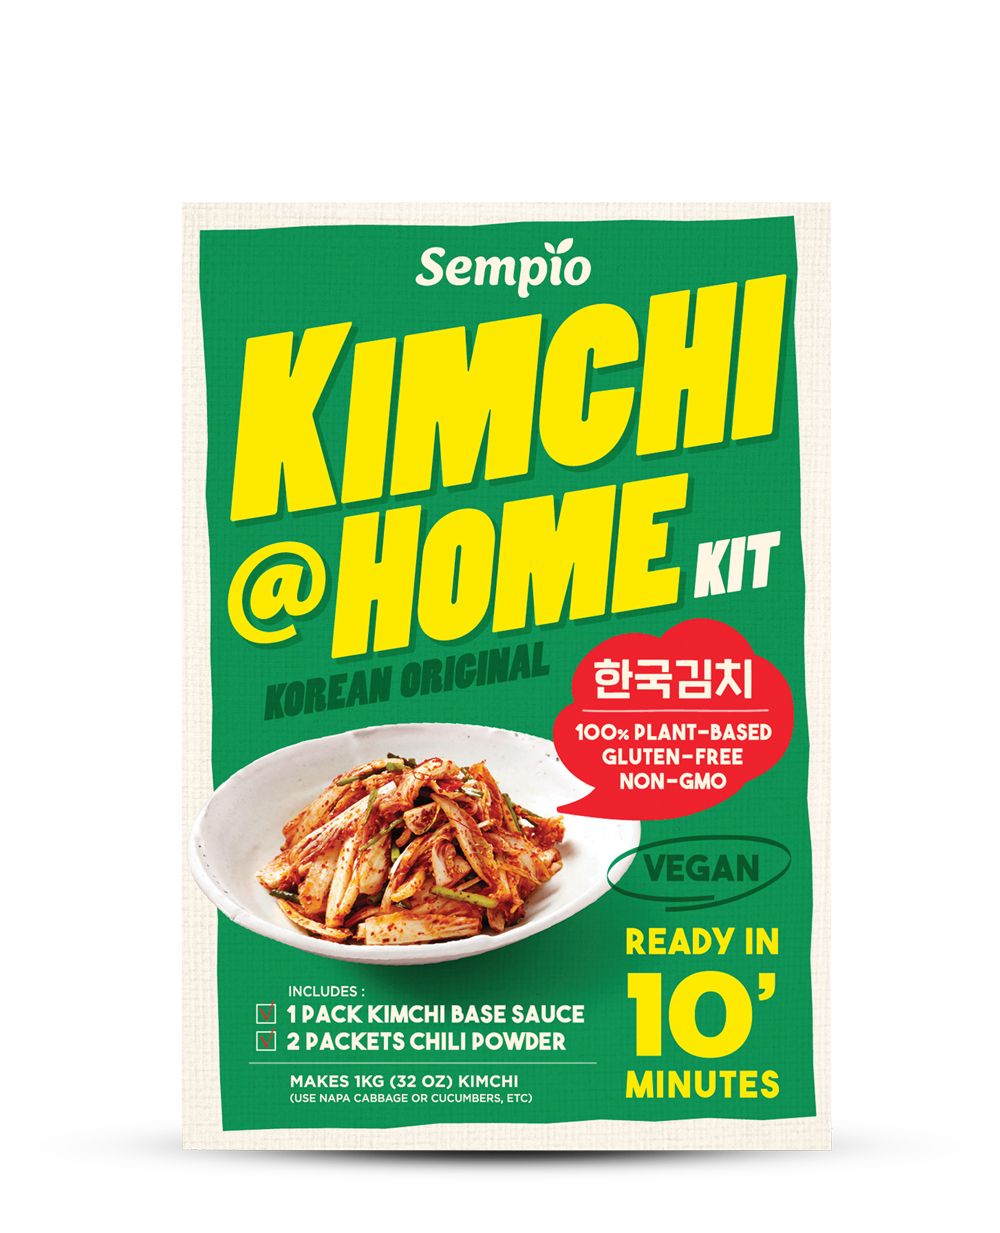 Sempio
KIMCHI
@HOME KIT
KOREAN ORIGINAL
한국김치
100% PLANT-BASED
GLUTEN-FREE
NON-GMO
VEGAN
READY IN
10’
MINUTES
INCLUDES :
1 PACK KIMCHI BASE SAUCE
2 PACKETS CHILI POWDER
MAKES 1KG (32 OZ) KIMCHI
(USE NAPA CABBAGE OR CUCUMBERS, ETC)